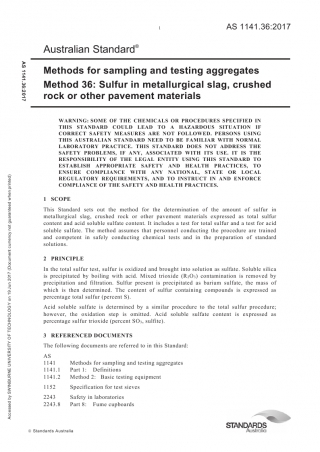 1
AS 1141.36:2017
Australian Standard®
Methods for sampling and testing aggregates
Method 36: Sulfur in metallurgical slag, crushed
rock or other pavement materials
WARNING: SOME OF THE CHEMICALS OR PROCEDURES SPECIFIED IN
THIS STANDARD COULD LEAD TO A HAZARDOUS SITUATION IF
CORRECT SAFETY MEASURES ARE NOT FOLLOWED. PERSONS USING
THIS AUSTRALIAN STANDARD NEED TO BE FAMILIAR WITH NORMAL
LABORATORY PRACTICE. THIS STANDARD DOES NOT ADDRESS THE
SAFETY PROBLEMS, IF ANY, ASSOCIATED WITH ITS USE. IT IS THE
RESPONSIBILITY OF THE LEGAL ENTITY USING THIS STANDARD TO
ESTABLISH APPROPRIATE SAFETY AND HEALTH PRACTICES, TO
ENSURE COMPLIANCE WITH ANY NATIONAL, STATE OR LOCAL
REGULATORY REQUIREMENTS, AND TO INSTRUCT IN AND ENFORCE
COMPLIANCE OF THE SAFETY AND HEALTH PRACTICES.
1 SCOPE
This Standard sets out the method for the determination of the amount of sulfur in
metallurgical slag, crushed rock or other pavement materials expressed as total sulfur
content and acid soluble sulfate content. It includes a test for total sulfur and a test for acid
soluble sulfate. The method assumes that personnel conducting the procedure are trained
and competent in safely conducting chemical tests and in the preparation of standard
solutions.
2 PRINCIPLE
In the total sulfur test, sulfur is oxidized and brought into solution as sulfate. Soluble silica
is precipitated by boiling with acid. Mixed trioxide (R₂O₃) contamination is removed by
precipitation and filtration. Sulfur present is precipitated as barium sulfate, the mass of
which is then determined. The content of sulfur containing compounds is expressed as
percentage total sulfur (percent S).
Acid soluble sulfate is determined by a similar procedure to the total sulfur procedure;
however, the oxidation step is omitted. Acid soluble sulfate content is expressed as
percentage sulfur trioxide (percent SO₃, sulfite).
3 REFERENCED DOCUMENTS
The following documents are referred to in this Standard:
AS
1141 Methods for sampling and testing aggregates
1141.1 Part 1: Definitions
1141.2 Method 2: Basic testing equipment
1152 Specification for test sieves
2243 Safety in laboratories
2243.8 Part 8: Fume cupboards
© Standards Australia
STANDARDS
Australia
AS 1141.36:2017
Accessed by SWINBURNE UNIVERSITY OF TECHNOLOGY on 10 Oct 2017 (Document currency not guaranteed when printed)